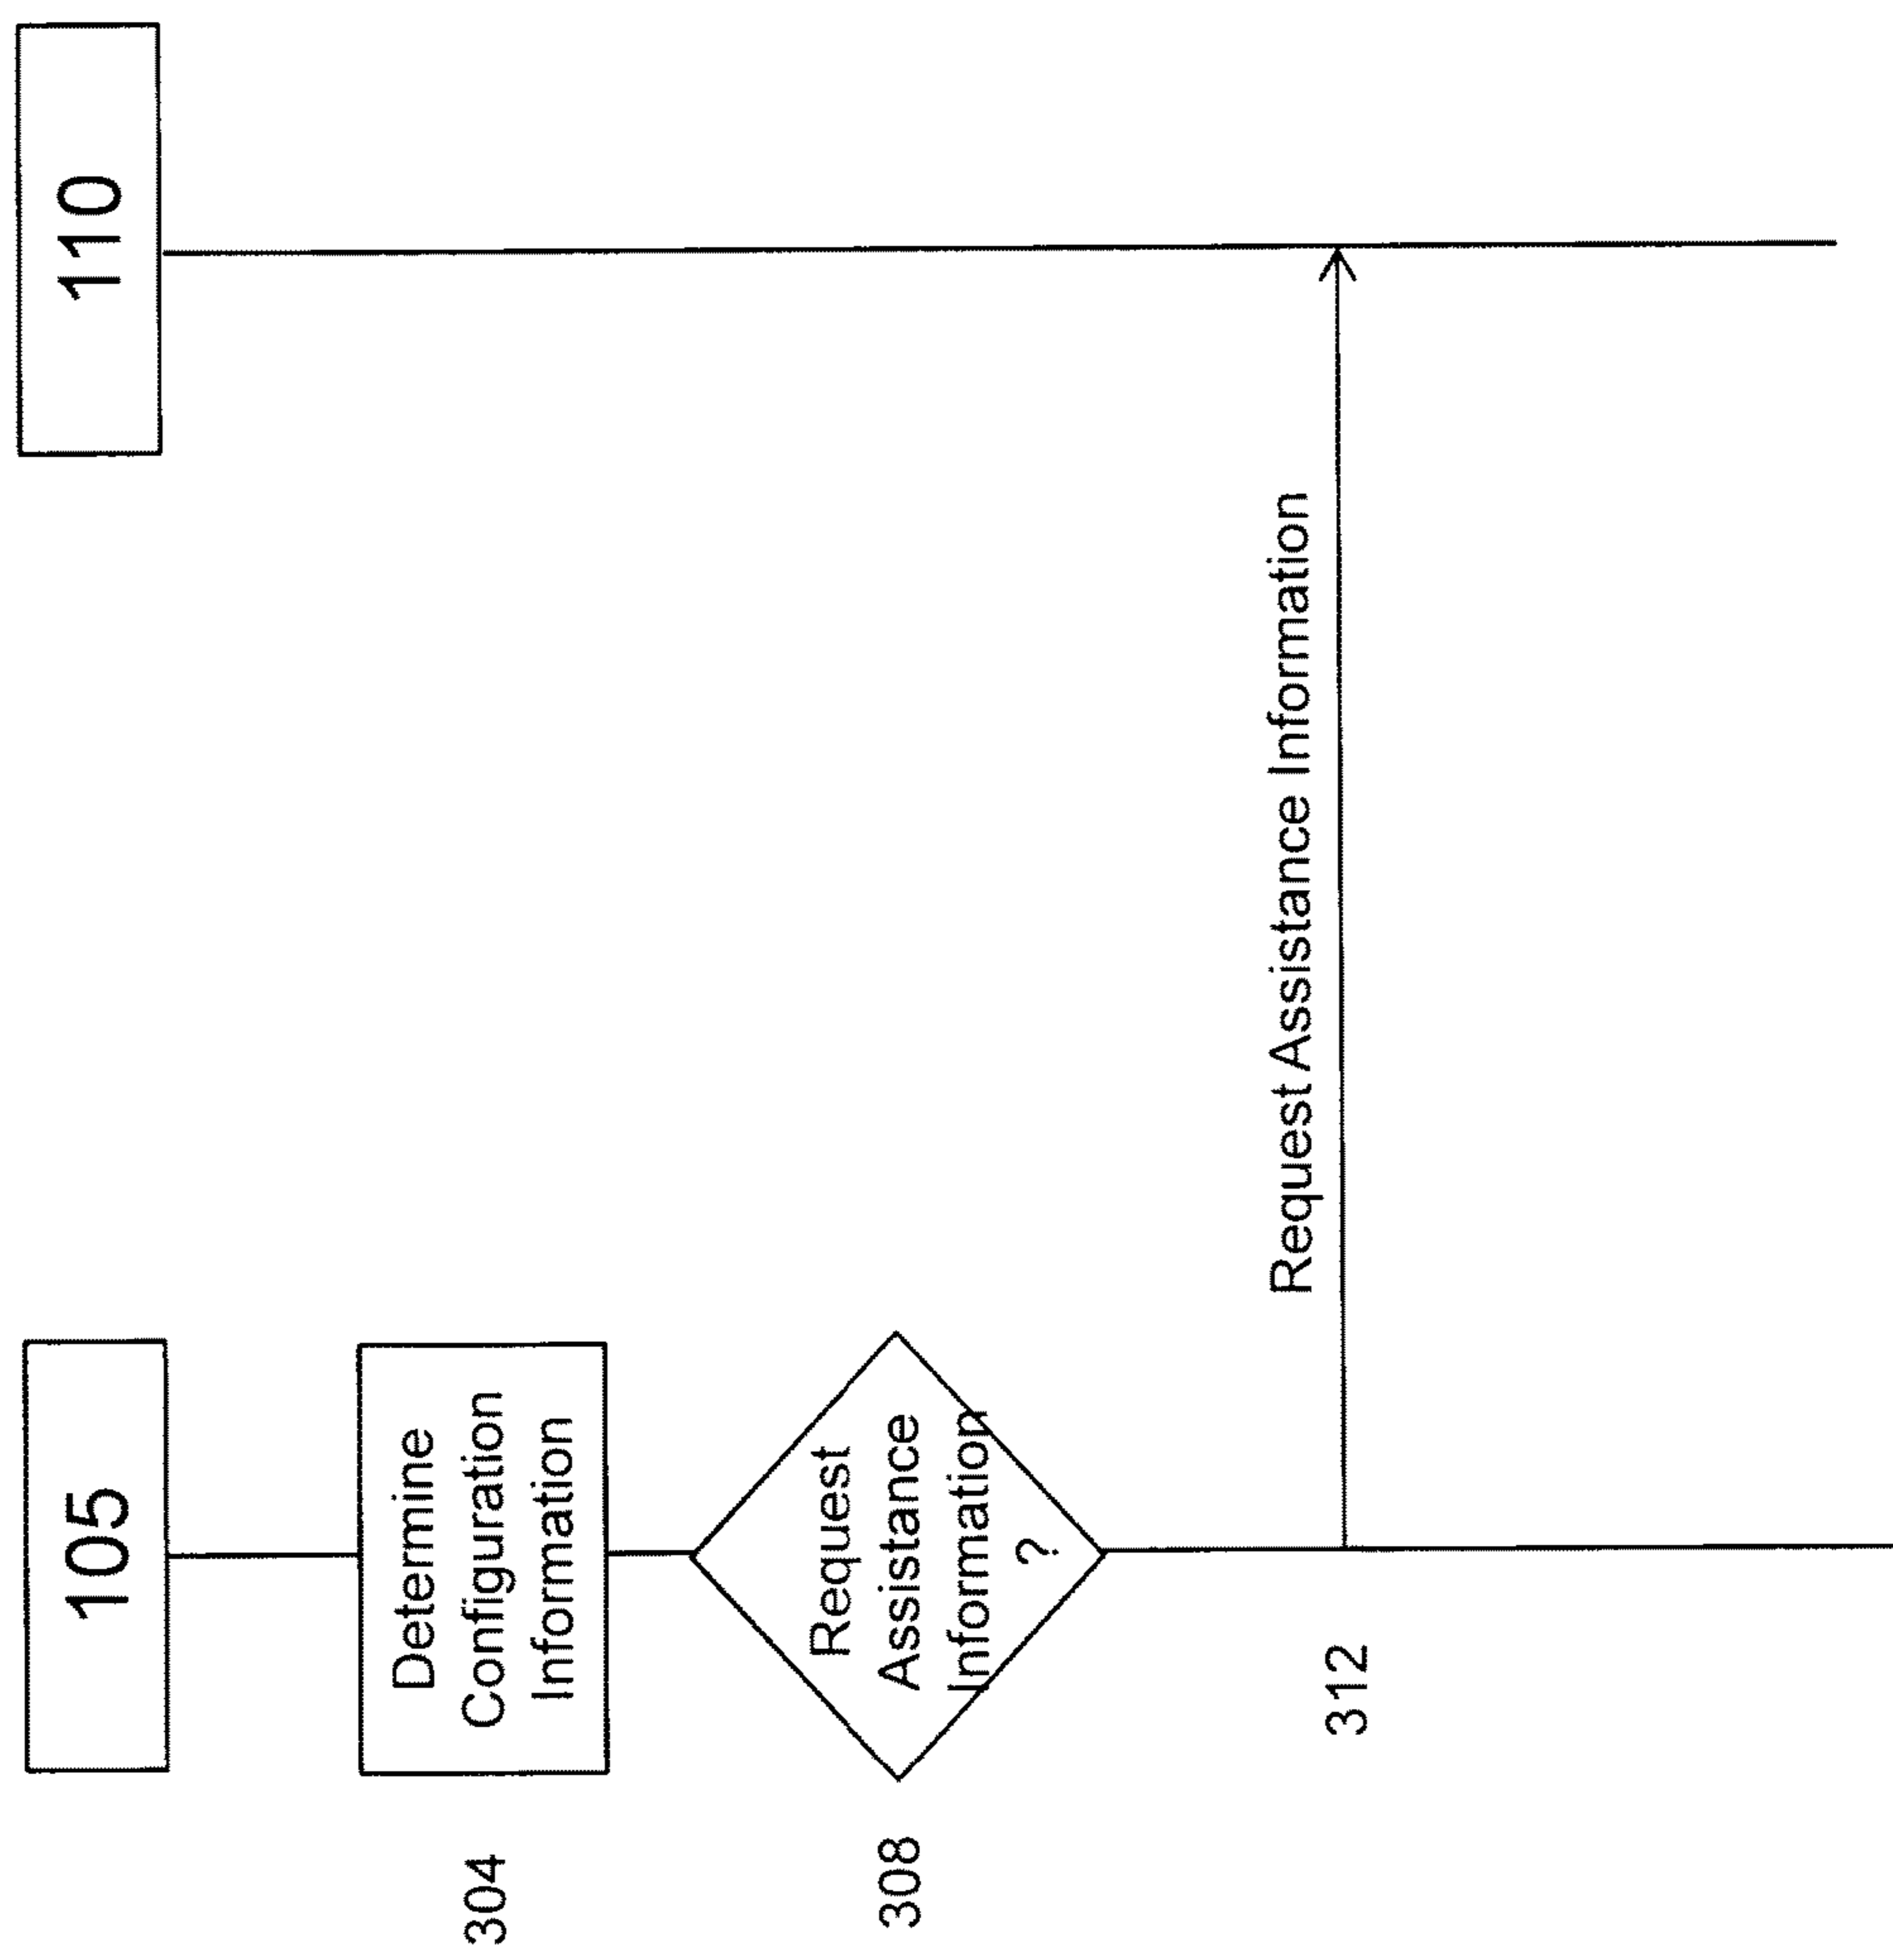 105
110
304
Determine
Configuration
Information
308
Request
Assistance
Information
?
312
Request Assistance Information